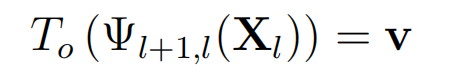 T_o (Ψ_{l+1,l}(𝐗_l)) = 𝐯